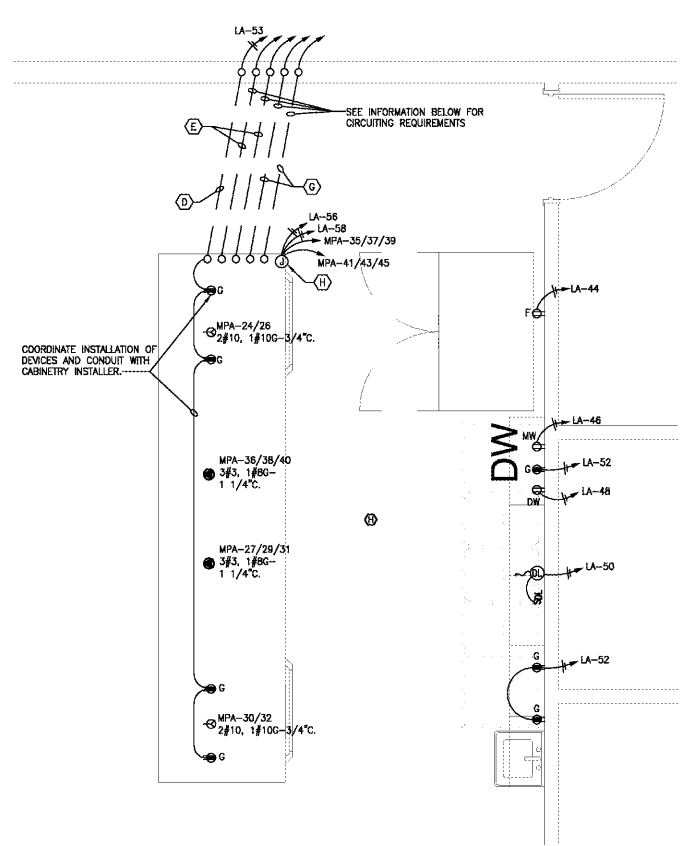 LA-53
SEE INFORMATION BELOW FOR
CIRCUITING REQUIREMENTS
E
G
D
LA-56
LA-58
MPA-35/37/39
J
MPA-41/43/45
H
G
LA-44
F
MPA-24/26
2#10, 1#10G-3/4"C.
COORDINATE INSTALLATION OF
DEVICES AND CONDUIT WITH
CABINETRY INSTALLER.
G
LA-46
MW
DW
LA-52
G
MPA-36/38/40
3#3, 1#8G-
1 1/4"C.
LA-48
DW
H
MPA-27/29/31
3#3, 1#8G-
1 1/4"C.
LA-50
DL
SDL
G
LA-52
G
G
MPA-30/32
2#10, 1#10G-3/4"C.
G